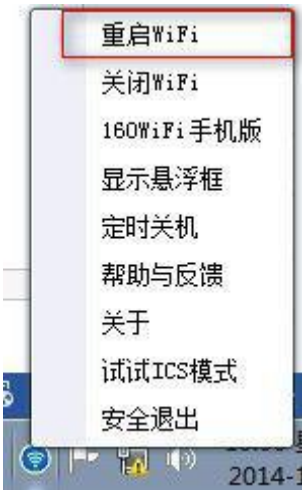 重启WiFi
关闭WiFi
160WiFi手机版
显示悬浮框
定时关机
帮助与反馈
关于
试试ICS模式
安全退出
2014-